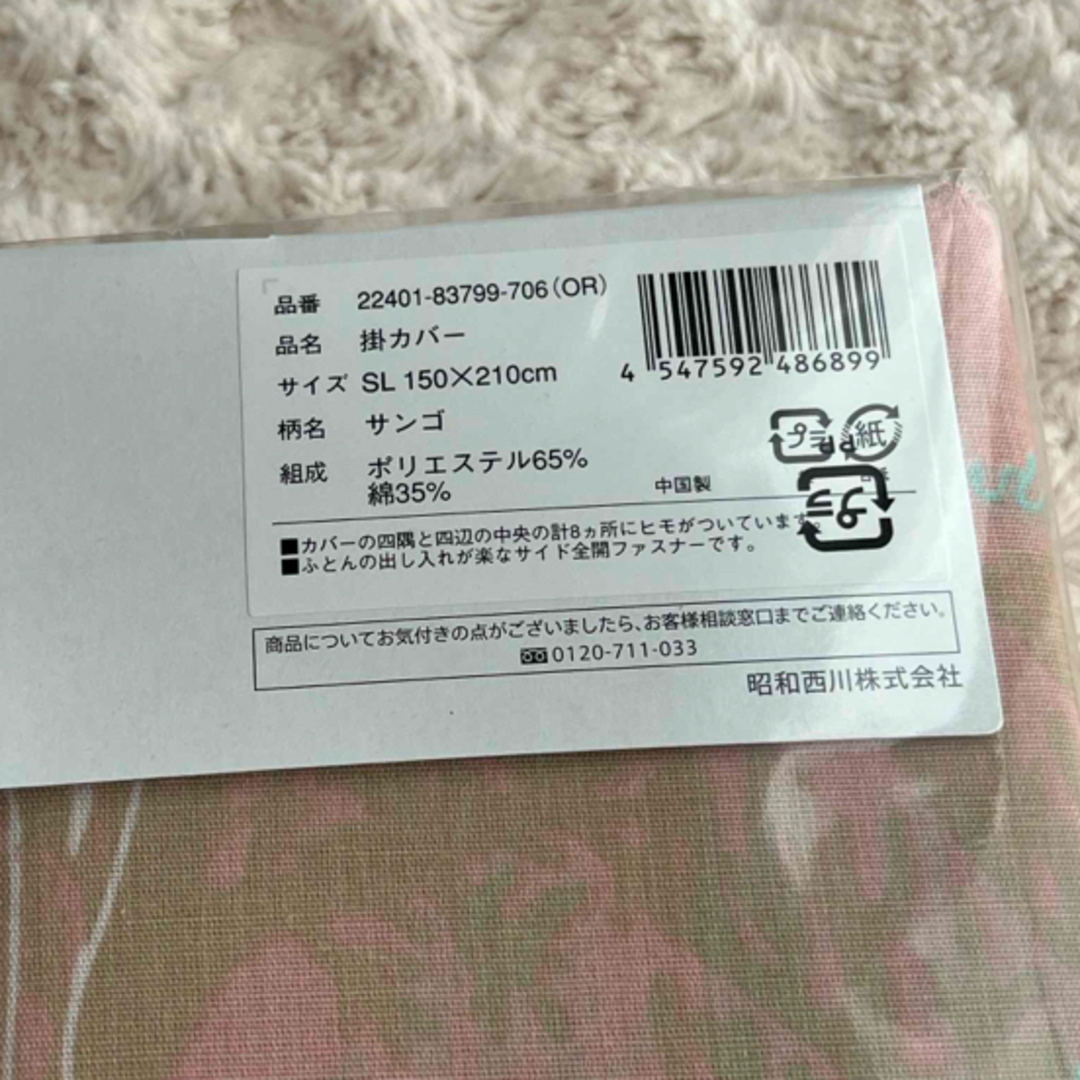 品番 22401-83799-706（OR）
品名 掛カバー
サイズ SL 150×210cm
柄名 サンゴ
組成 ポリエステル65%
綿35%
中国製
4 547592 486899
プラ
紙
PP
プラ
■カバーの四隅と四辺の中央の計8ヵ所にヒモがついています。
■ふとんの出し入れが楽なサイド全開ファスナーです。
商品についてお気付きの点がございましたら、お客様相談窓口までご連絡ください。
0120-711-033
昭和西川株式会社